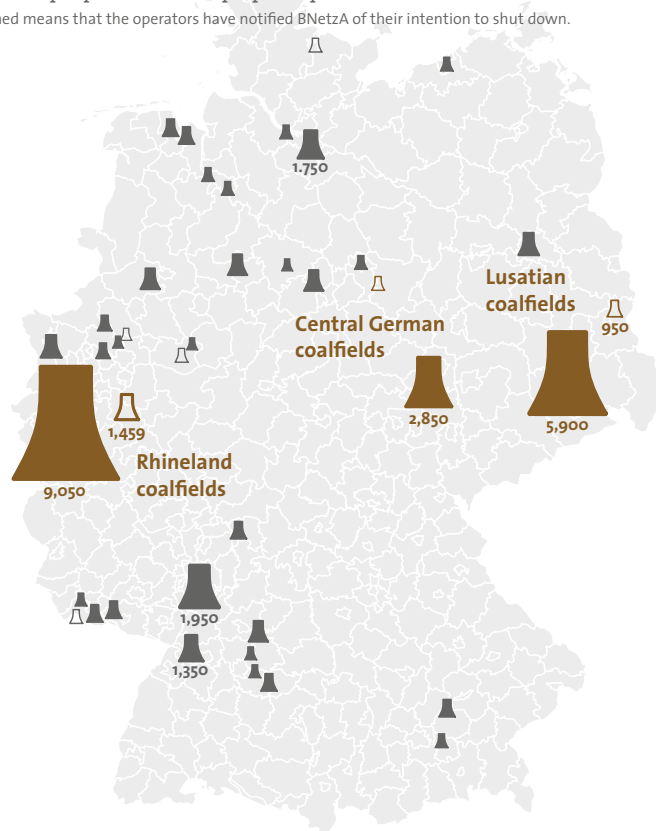 ned means that the operators have notified BNetzA of their intention to shut down.
1.750
Lusatian
coalfields
950
Central German
coalfields
2,850
5,900
1,459
Rhineland
coalfields
9,050
1,950
1,350